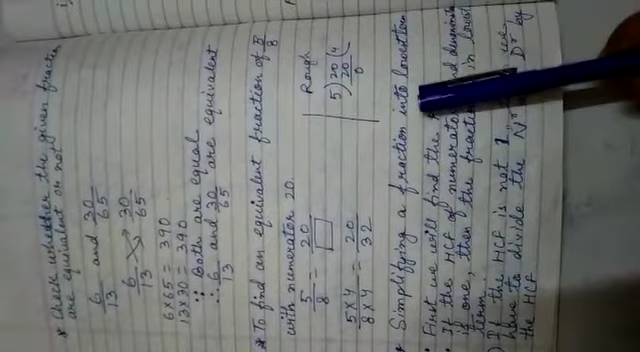 * Check whether the given fraction
are equivalent or not
6/13 and 30/65
6/13 30/65
6×65 = 390
13×30 = 390
∴ Both are equal
∴ 6/13 and 30/65 are equivalent
* To find an equivalent fraction of 5/8
with numerator 20.
5/8 = 20/□
5×4/8×4 = 20/32
Rough
5)20(4
20
0
* Simplifying a fraction into lowest term
• First we will find the
• If the HCF of numerator and denominator
is one, then the fraction in lowest
term
If the HCF is not 1, we
have to divide the Nr Dr by
the HCF